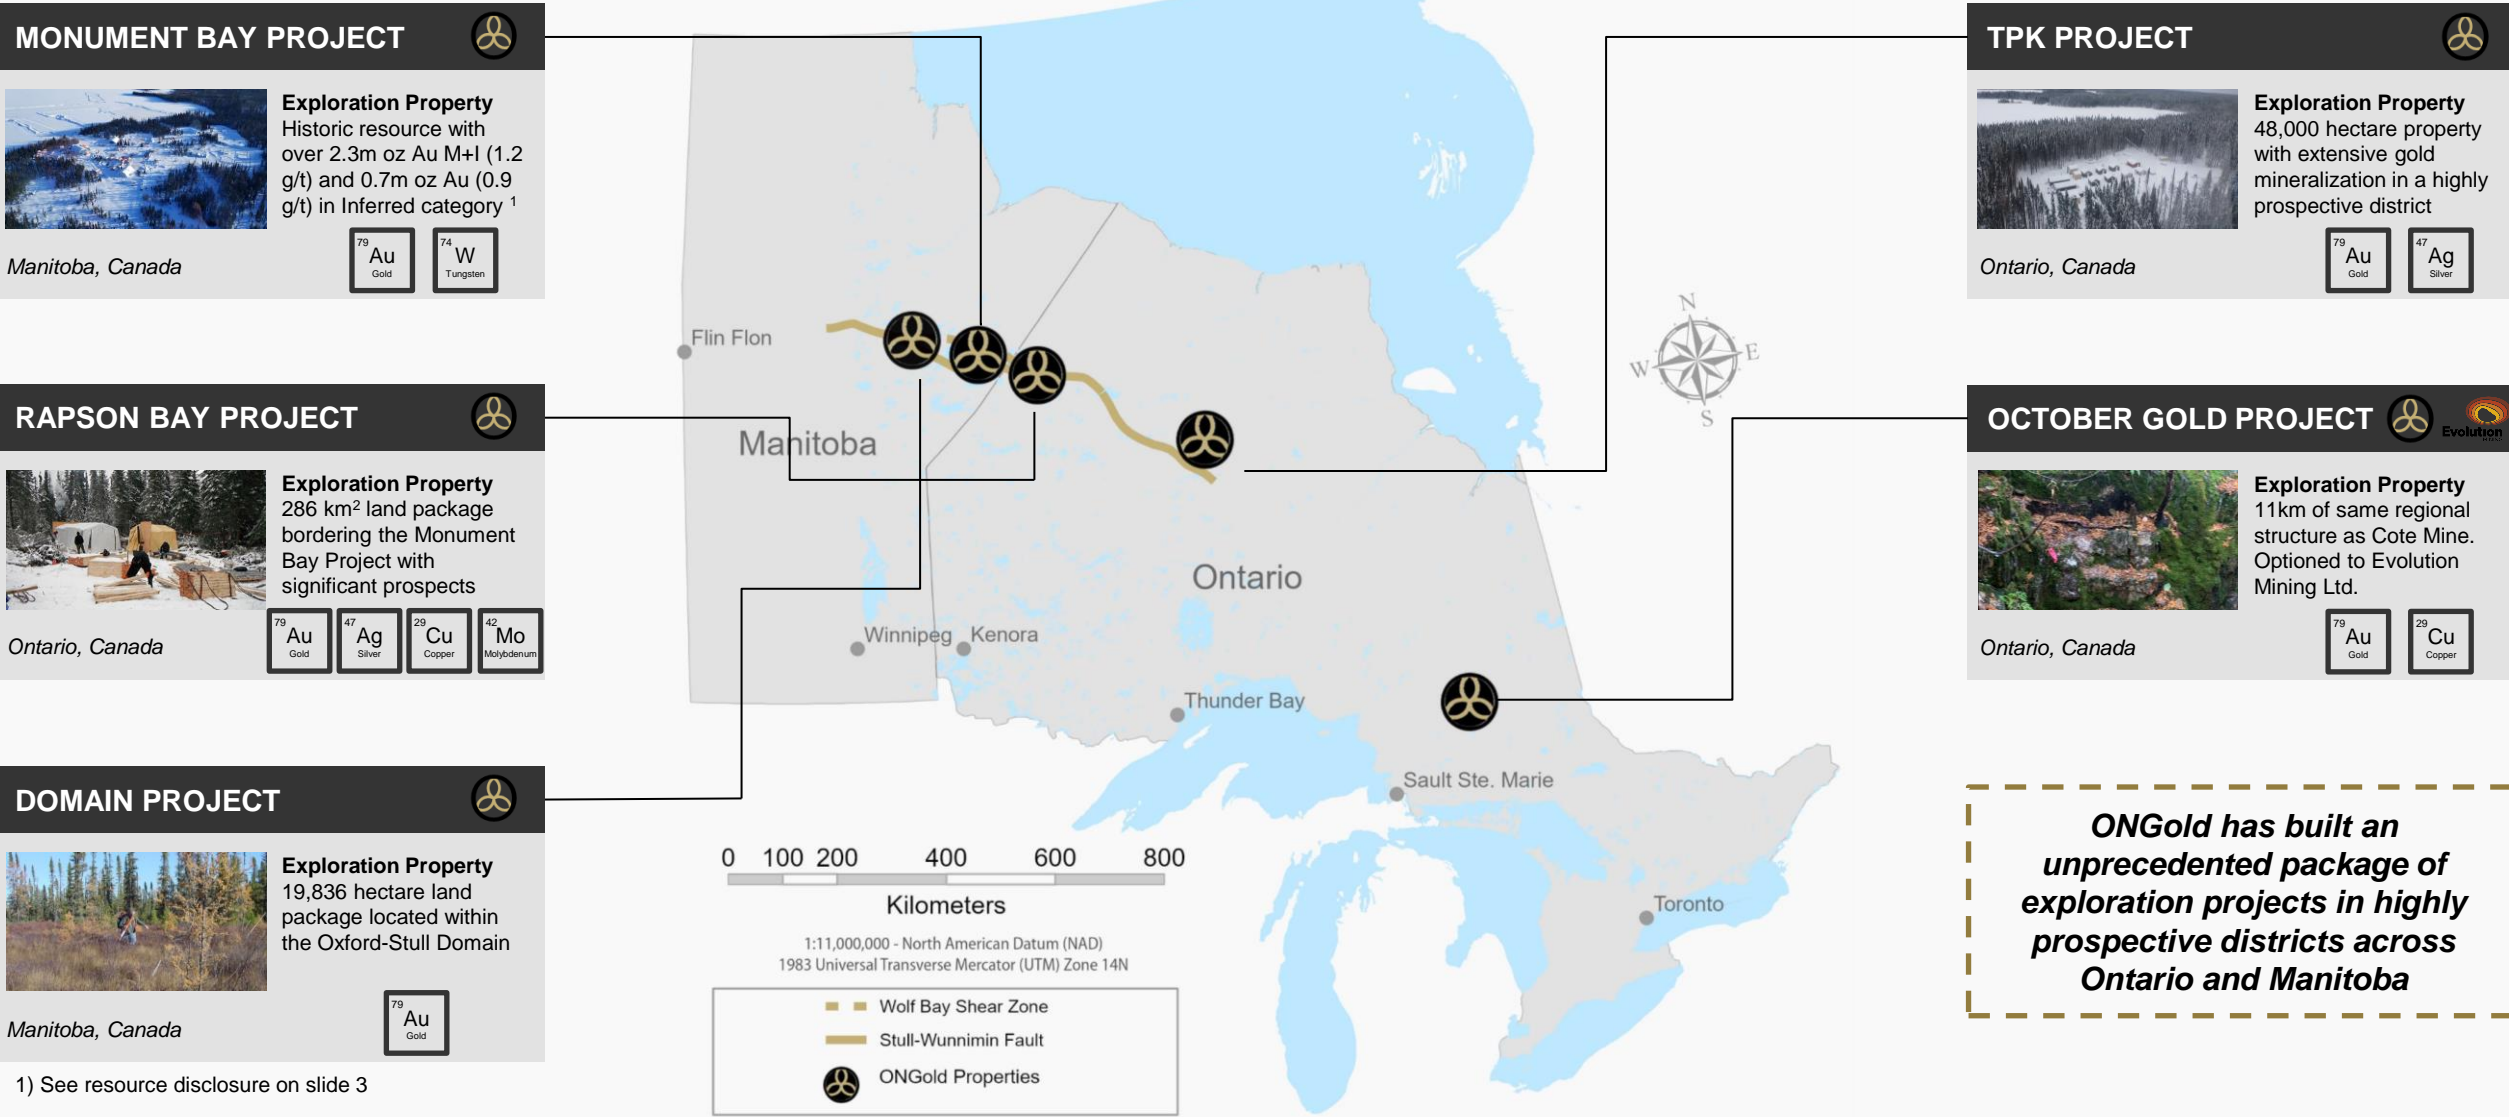 MONUMENT BAY PROJECT
Exploration Property
Historic resource with
over 2.3m oz Au M+I (1.2
g/t) and 0.7m oz Au (0.9
g/t) in Inferred category 1
Manitoba, Canada
79
Au
Gold
74
W
Tungsten
RAPSON BAY PROJECT
Exploration Property
286 km2 land package
bordering the Monument
Bay Project with
significant prospects
Ontario, Canada
79
Au
Gold
47
Ag
Silver
29
Cu
Copper
42
Mo
Molybdenum
DOMAIN PROJECT
Exploration Property
19,836 hectare land
package located within
the Oxford-Stull Domain
Manitoba, Canada
79
Au
Gold
1) See resource disclosure on slide 3
Flin Flon
Manitoba
Ontario
Winnipeg
Kenora
Thunder Bay
Sault Ste. Marie
Toronto
N
W
E
S
0 100 200 400 600 800
Kilometers
1:11,000,000 - North American Datum (NAD)
1983 Universal Transverse Mercator (UTM) Zone 14N
Wolf Bay Shear Zone
Stull-Wunnimin Fault
ONGold Properties
TPK PROJECT
Exploration Property
48,000 hectare property
with extensive gold
mineralization in a highly
prospective district
Ontario, Canada
79
Au
Gold
47
Ag
Silver
OCTOBER GOLD PROJECT
Evolution
Exploration Property
11km of same regional
structure as Cote Mine.
Optioned to Evolution
Mining Ltd.
Ontario, Canada
79
Au
Gold
29
Cu
Copper
ONGold has built an
unprecedented package of
exploration projects in highly
prospective districts across
Ontario and Manitoba